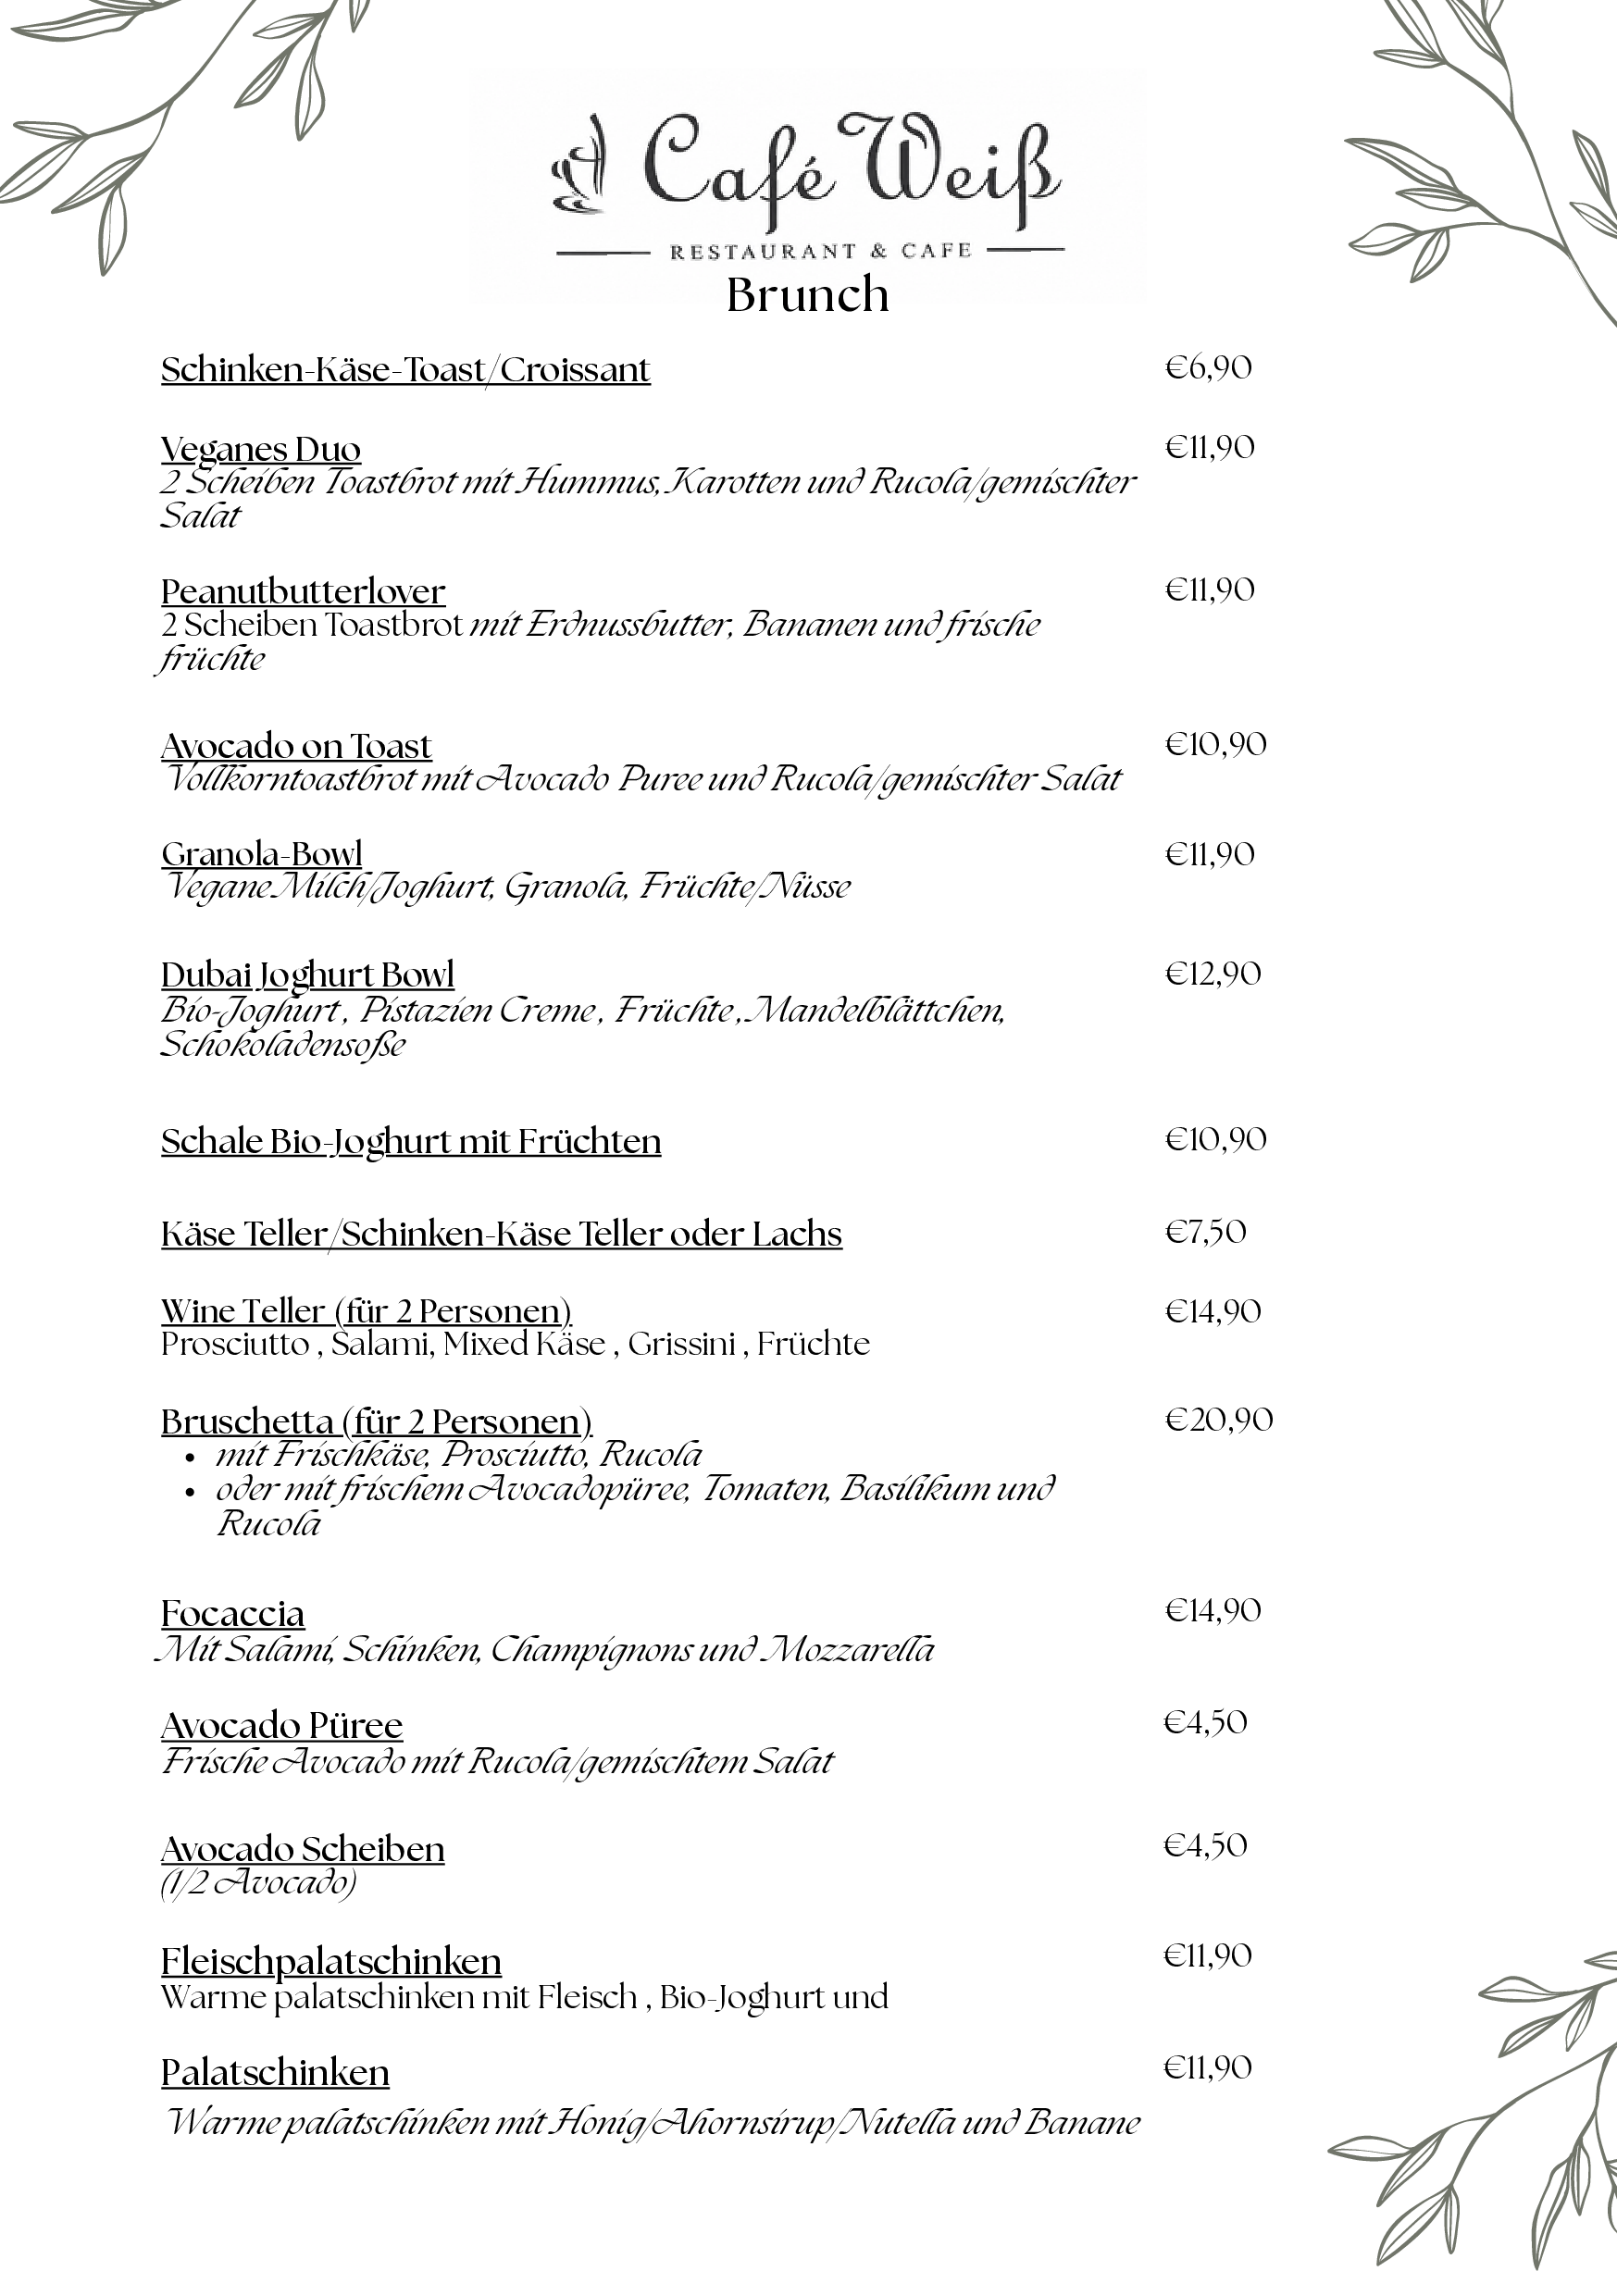 Café Weiß
RESTAURANT & CAFE
Brunch
Schinken-Käse-Toast/Croissant €6,90
Veganes Duo €11,90
2 Scheiben Toastbrot mit Hummus, Karotten und Rucola/gemischter
Salat
Peanutbutterlover €11,90
2 Scheiben Toastbrot mit Erdnussbutter, Bananen und frische
früchte
Avocado on Toast €10,90
Vollkorntoastbrot mit Avocado Puree und Rucola/gemischter Salat
Granola-Bowl €11,90
Vegane Milch/Joghurt, Granola, Früchte/Nüsse
Dubai Joghurt Bowl €12,90
Bio-Joghurt , Pistazien Creme , Früchte , Mandelblättchen,
Schokoladensoße
Schale Bio-Joghurt mit Früchten €10,90
Käse Teller/Schinken-Käse Teller oder Lachs €7,50
Wine Teller (für 2 Personen) €14,90
Prosciutto , Salami, Mixed Käse , Grissini , Früchte
Bruschetta (für 2 Personen) €20,90
• mit Frischkäse, Prosciutto, Rucola
• oder mit frischem Avocadopüree, Tomaten, Basilikum und
Rucola
Focaccia €14,90
Mit Salami, Schinken, Champignons und Mozzarella
Avocado Püree €4,50
Frische Avocado mit Rucola/gemischtem Salat
Avocado Scheiben €4,50
(1/2 Avocado)
Fleischpalatschinken €11,90
Warme palatschinken mit Fleisch , Bio-Joghurt und
Palatschinken €11,90
Warme palatschinken mit Honig/Ahornsirup/Nutella und Banane